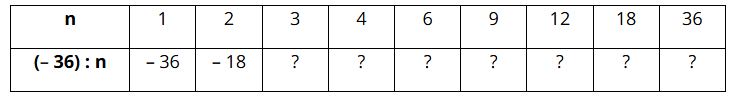 n 1 2 3 4 6 9 12 18 36
(– 36) : n – 36 – 18 ? ? ? ? ? ? ?